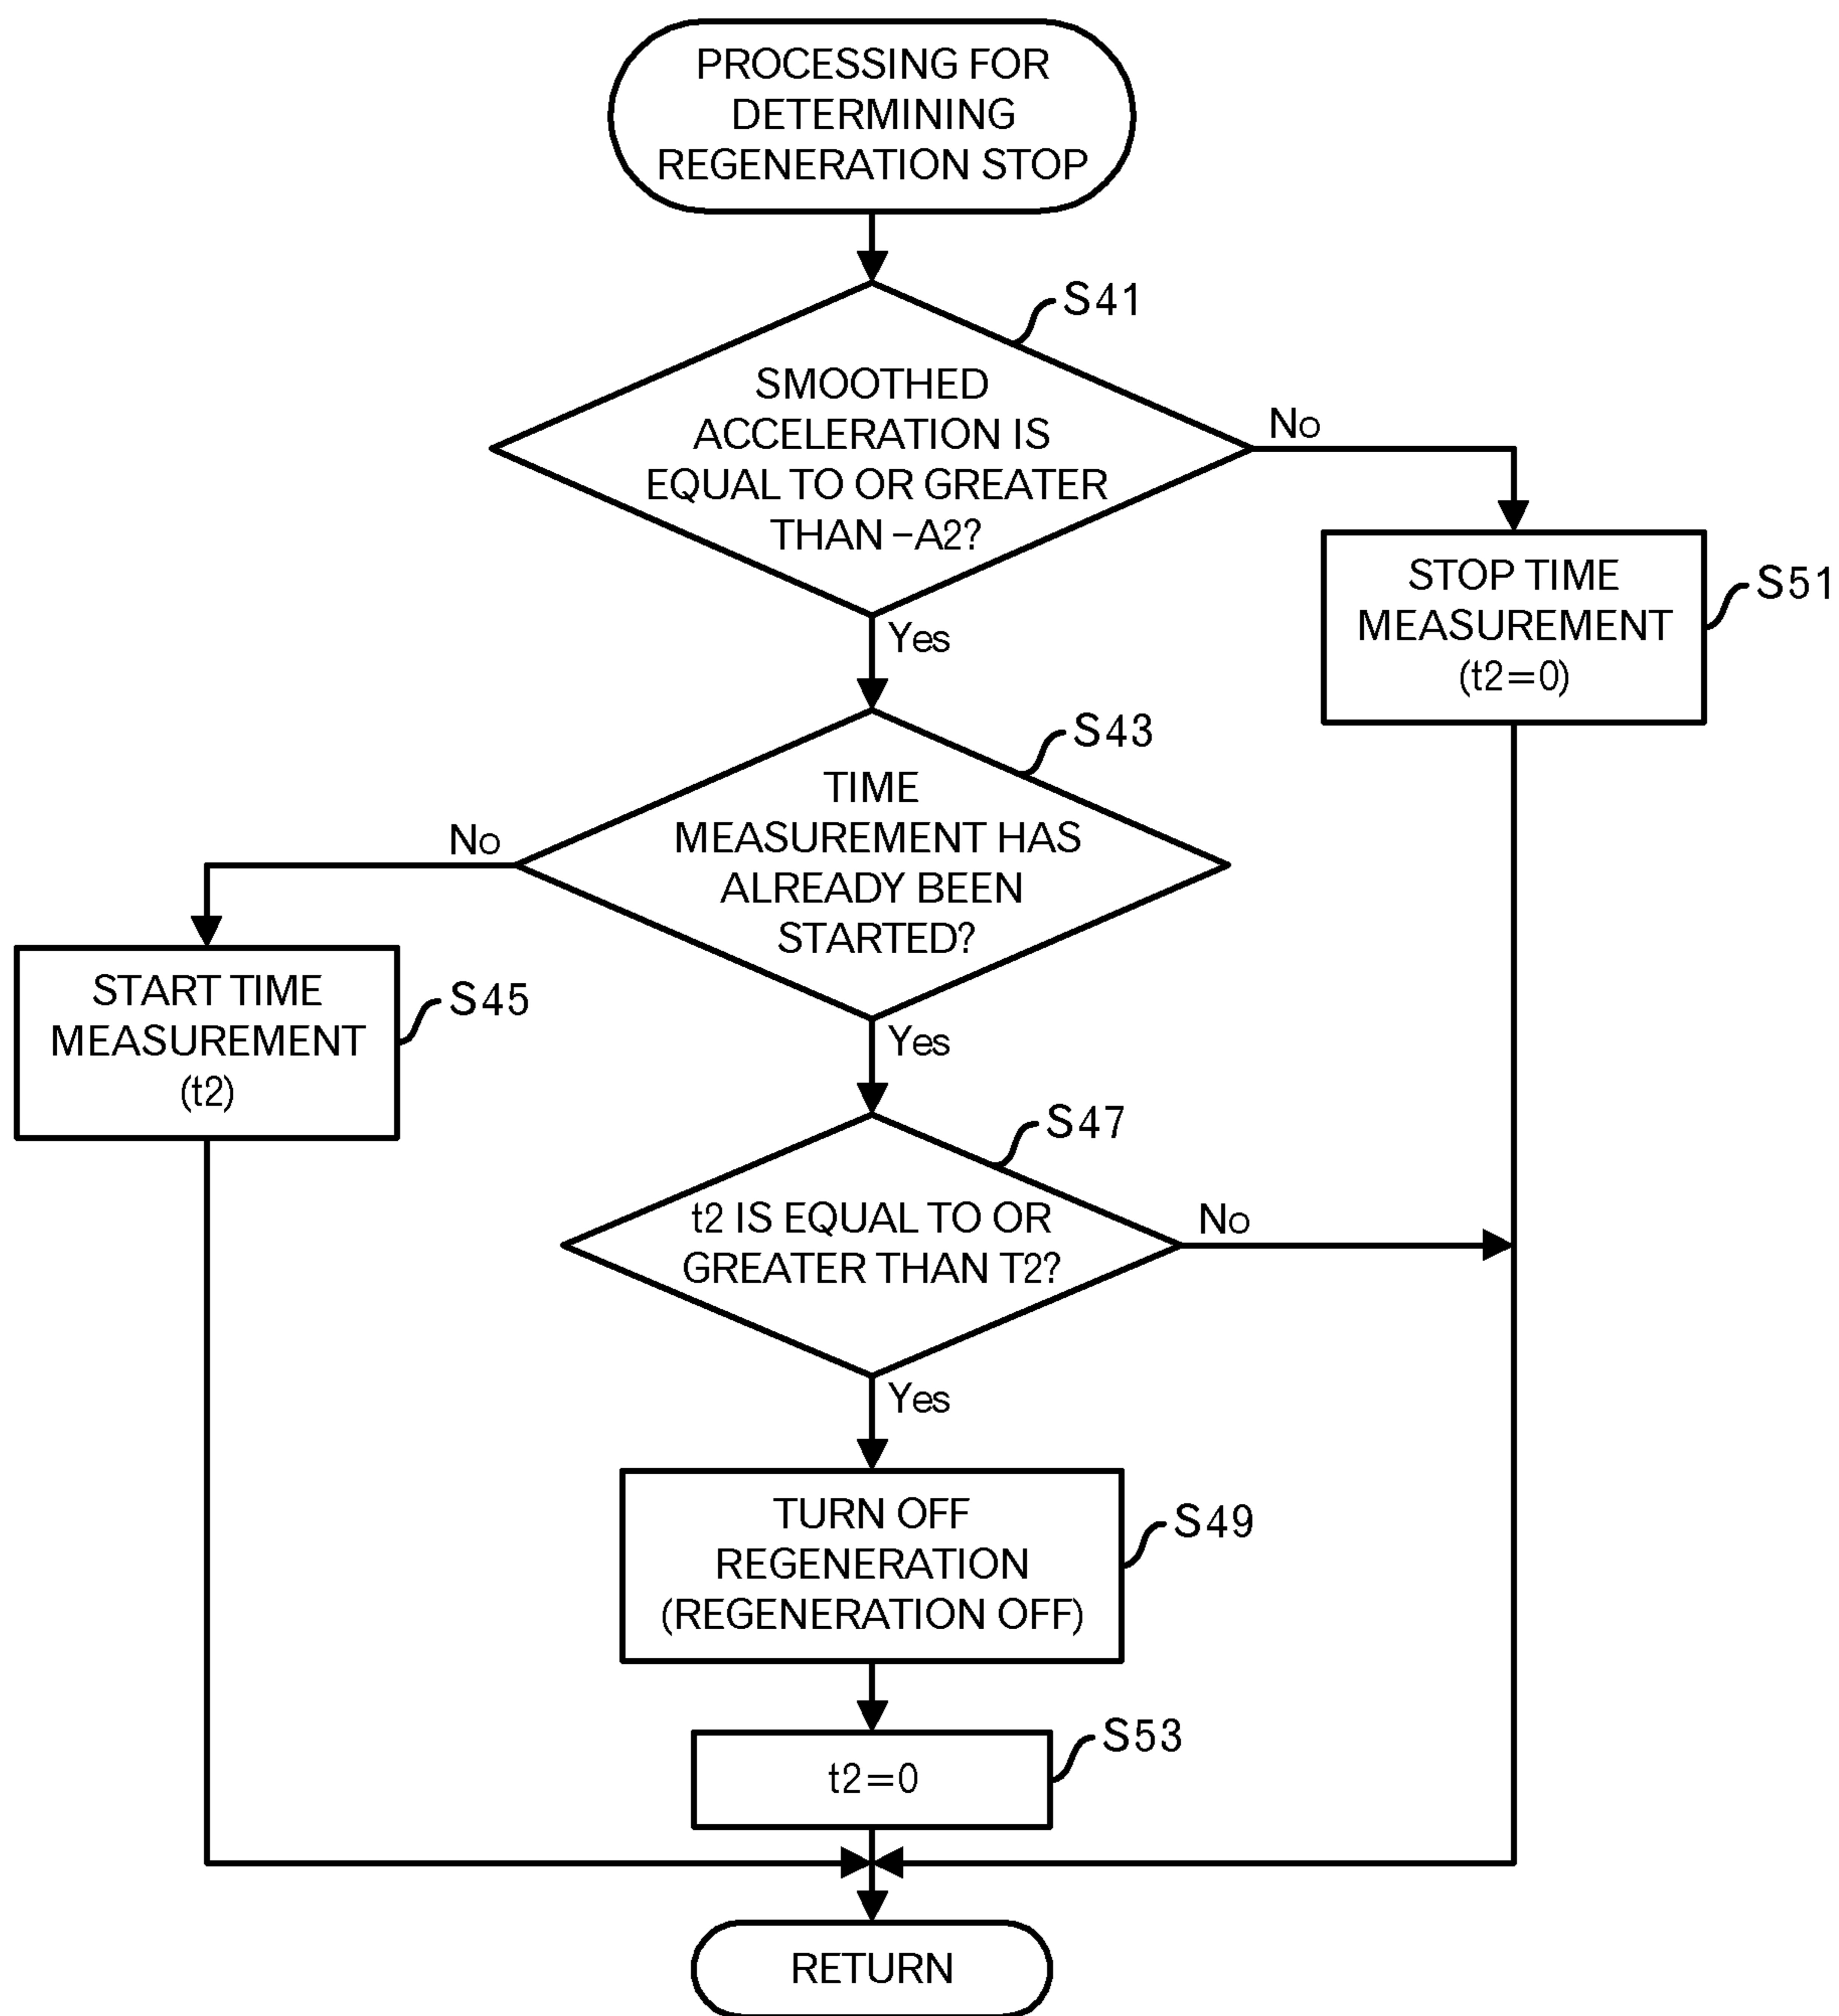 PROCESSING FOR
DETERMINING
REGENERATION STOP
S41
SMOOTHED
ACCELERATION IS
EQUAL TO OR GREATER
THAN −A2?
No
Yes
STOP TIME
MEASUREMENT
(t2=0)
S51
S43
TIME
MEASUREMENT HAS
ALREADY BEEN
STARTED?
No
Yes
START TIME
MEASUREMENT
(t2)
S45
S47
t2 IS EQUAL TO OR
GREATER THAN T2?
No
Yes
TURN OFF
REGENERATION
(REGENERATION OFF)
S49
S53
t2=0
RETURN